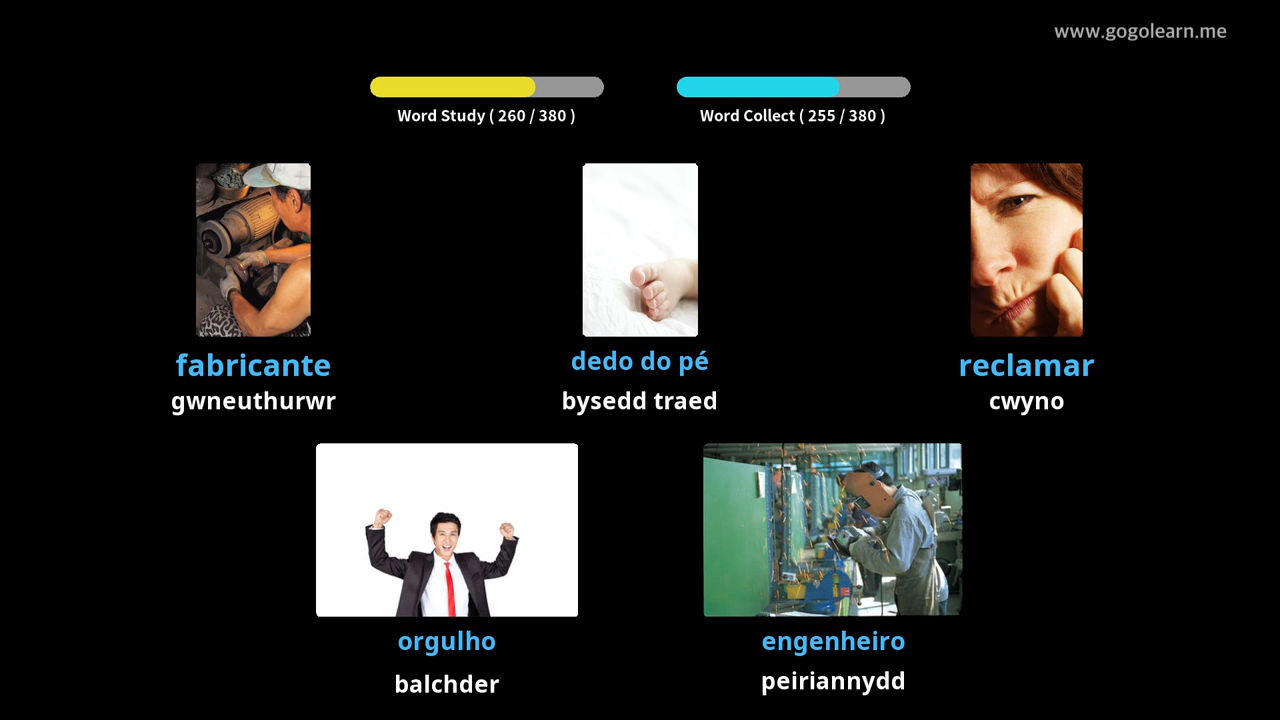 www.gogolearn.me
Word Study ( 260 / 380 )
Word Collect ( 255 / 380 )
fabricante
gwneuthurwr
dedo do pé
bysedd traed
reclamar
cwyno
orgulho
balchder
engenheiro
peiriannydd